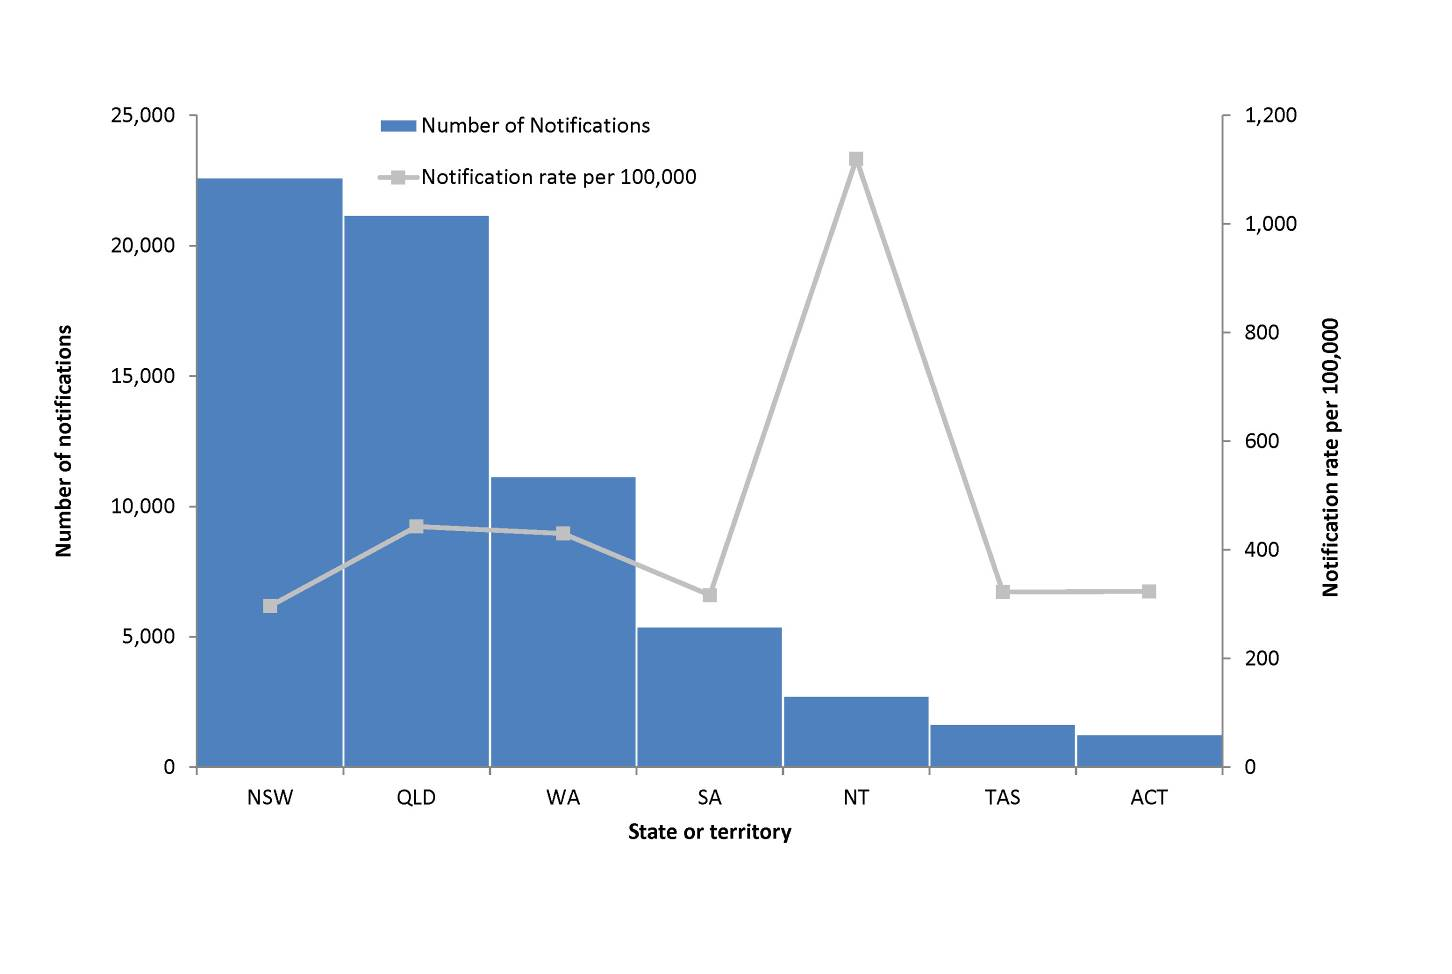 Number of Notifications
Notification rate per 100,000
25,000
20,000
15,000
10,000
5,000
0
Number of notifications
1,200
1,000
800
600
400
200
0
Notification rate per 100,000
NSW QLD WA SA NT TAS ACT
State or territory